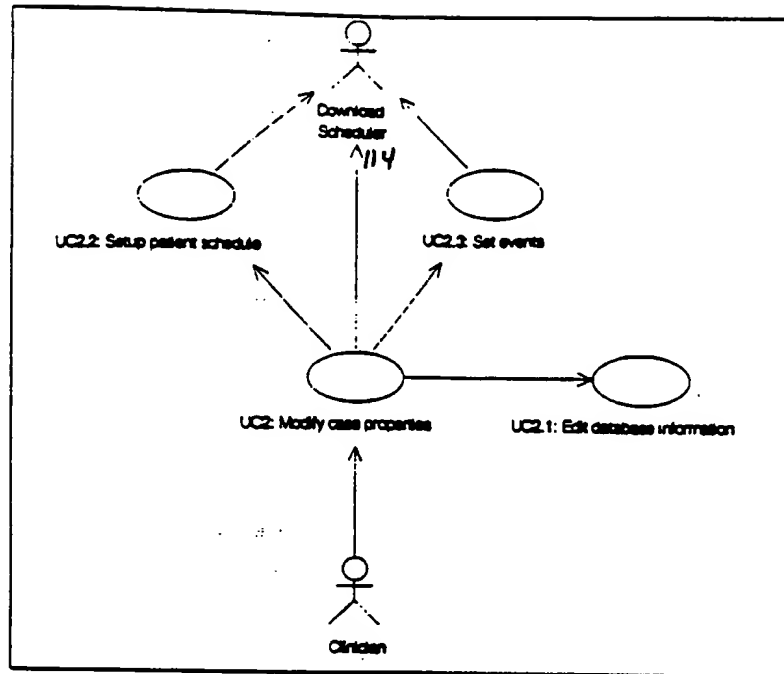 Download
Scheduler
114
UC2.2: Setup patient schedule
UC2.3: Set events
UC2: Modify case properties
UC2.1: Edit database information
Clinician